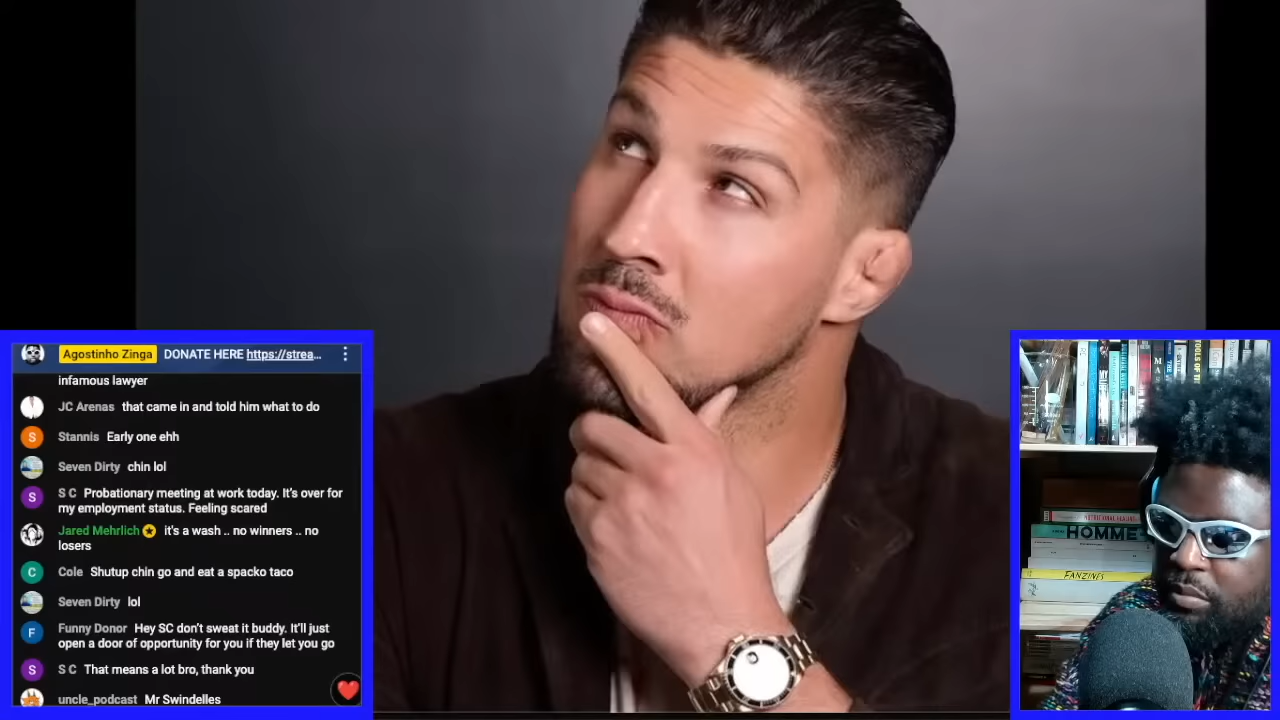 Agostinho Zinga DONATE HERE https://strea...
infamous lawyer
JC Arenas that came in and told him what to do
S Stannis Early one ehh
Seven Dirty chin lol
S S C Probationary meeting at work today. It's over for
my employment status. Feeling scared
Jared Mehrlich it's a wash .. no winners .. no
losers
C Cole Shutup chin go and eat a spacko taco
Seven Dirty lol
F Funny Donor Hey SC don't sweat it buddy. It'll just
open a door of opportunity for you if they let you go
S S C That means a lot bro, thank you
uncle_podcast Mr Swindelles
TOOLS OF
HOMME
FANZINES